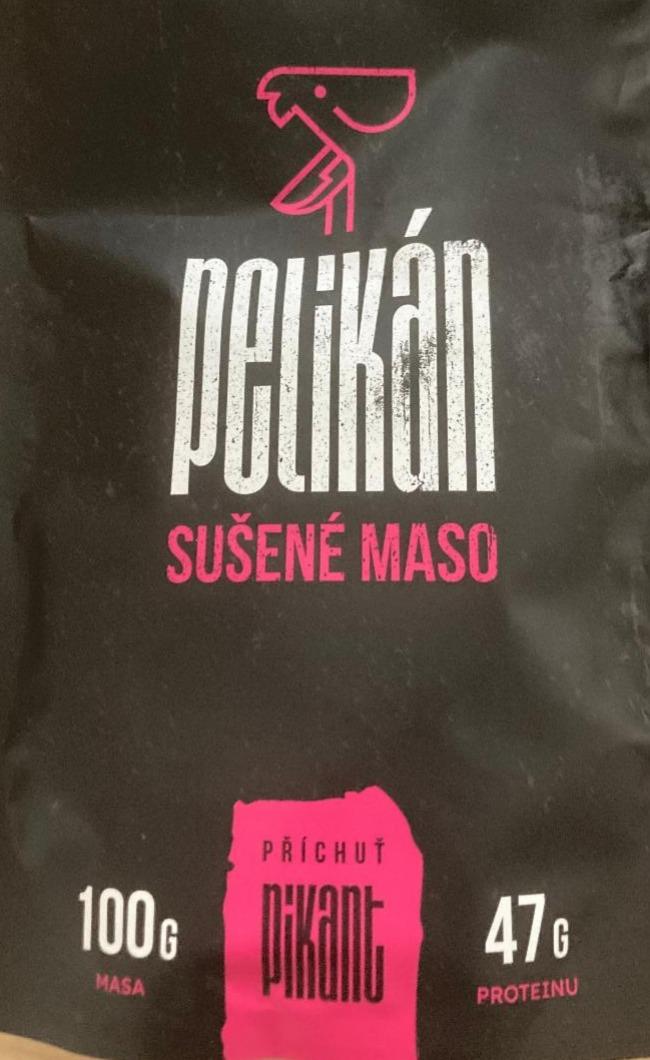 pelikán
SUŠENÉ MASO
PŘÍCHUŤ
pikant
100G
MASA
47G
PROTEINU